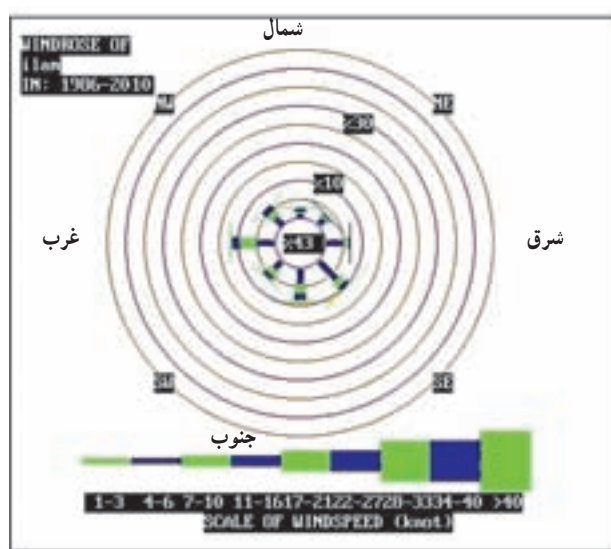 شمال
WINDROSE OF
ilam
IN: 1986-2010
NW
NE
%30
%10
غرب
%43
شرق
SW
SE
جنوب
1-3 4-6 7-10 11-16 17-21 22-27 28-33 34-40 >40
SCALE OF WINDSPEED (knot)